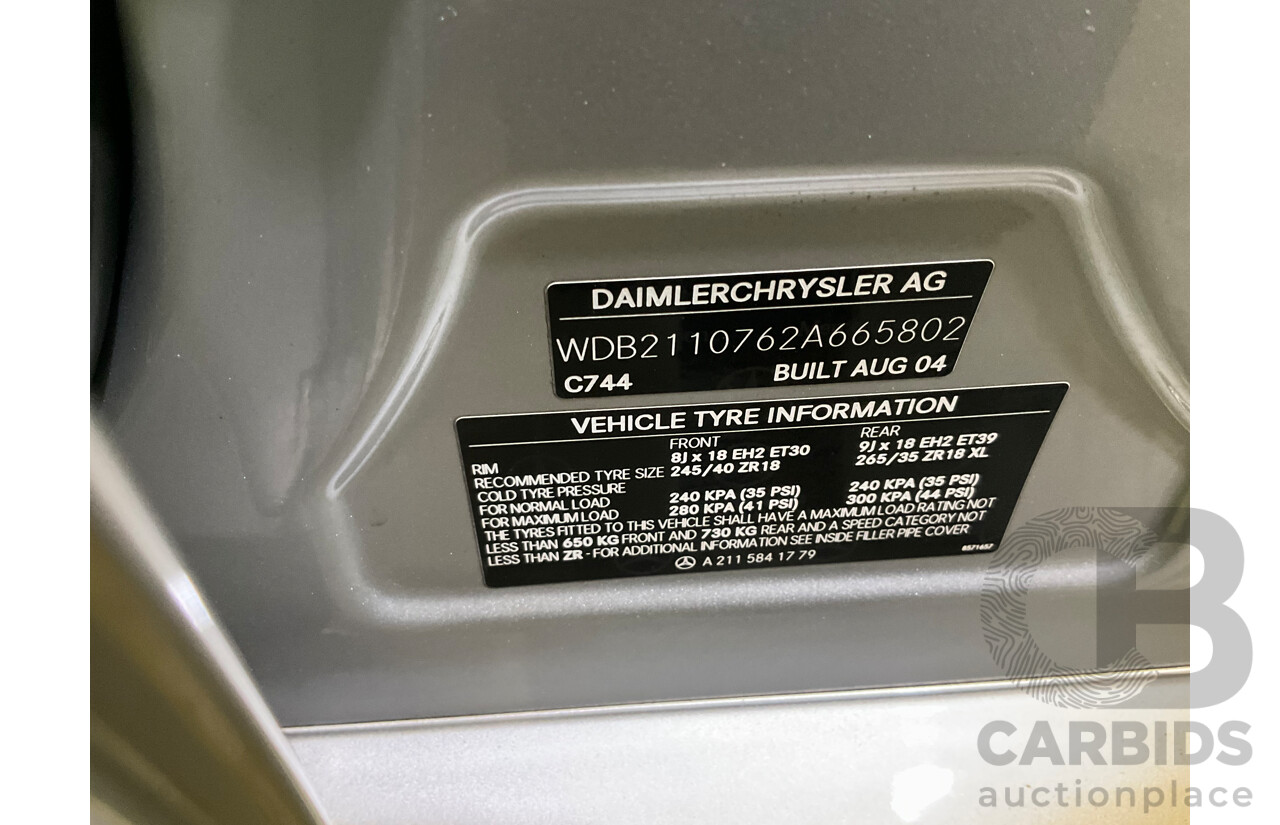 DAIMLERCHRYSLER AG
WDB2110762A665802
C744 BUILT AUG 04
VEHICLE TYRE INFORMATION
FRONT REAR
RIM 8J x 18 EH2 ET30 9J x 18 EH2 ET39
RECOMMENDED TYRE SIZE 245/40 ZR18 265/35 ZR18 XL
COLD TYRE PRESSURE
FOR NORMAL LOAD 240 KPA (35 PSI) 240 KPA (35 PSI)
FOR MAXIMUM LOAD 280 KPA (41 PSI) 300 KPA (44 PSI)
THE TYRES FITTED TO THIS VEHICLE SHALL HAVE A MAXIMUM LOAD RATING NOT
LESS THAN 650 KG FRONT AND 730 KG REAR AND A SPEED CATEGORY NOT
LESS THAN ZR - FOR ADDITIONAL INFORMATION SEE INSIDE FILLER PIPE COVER
A 211 584 17 79
CB
CARBIDS
auctionplace